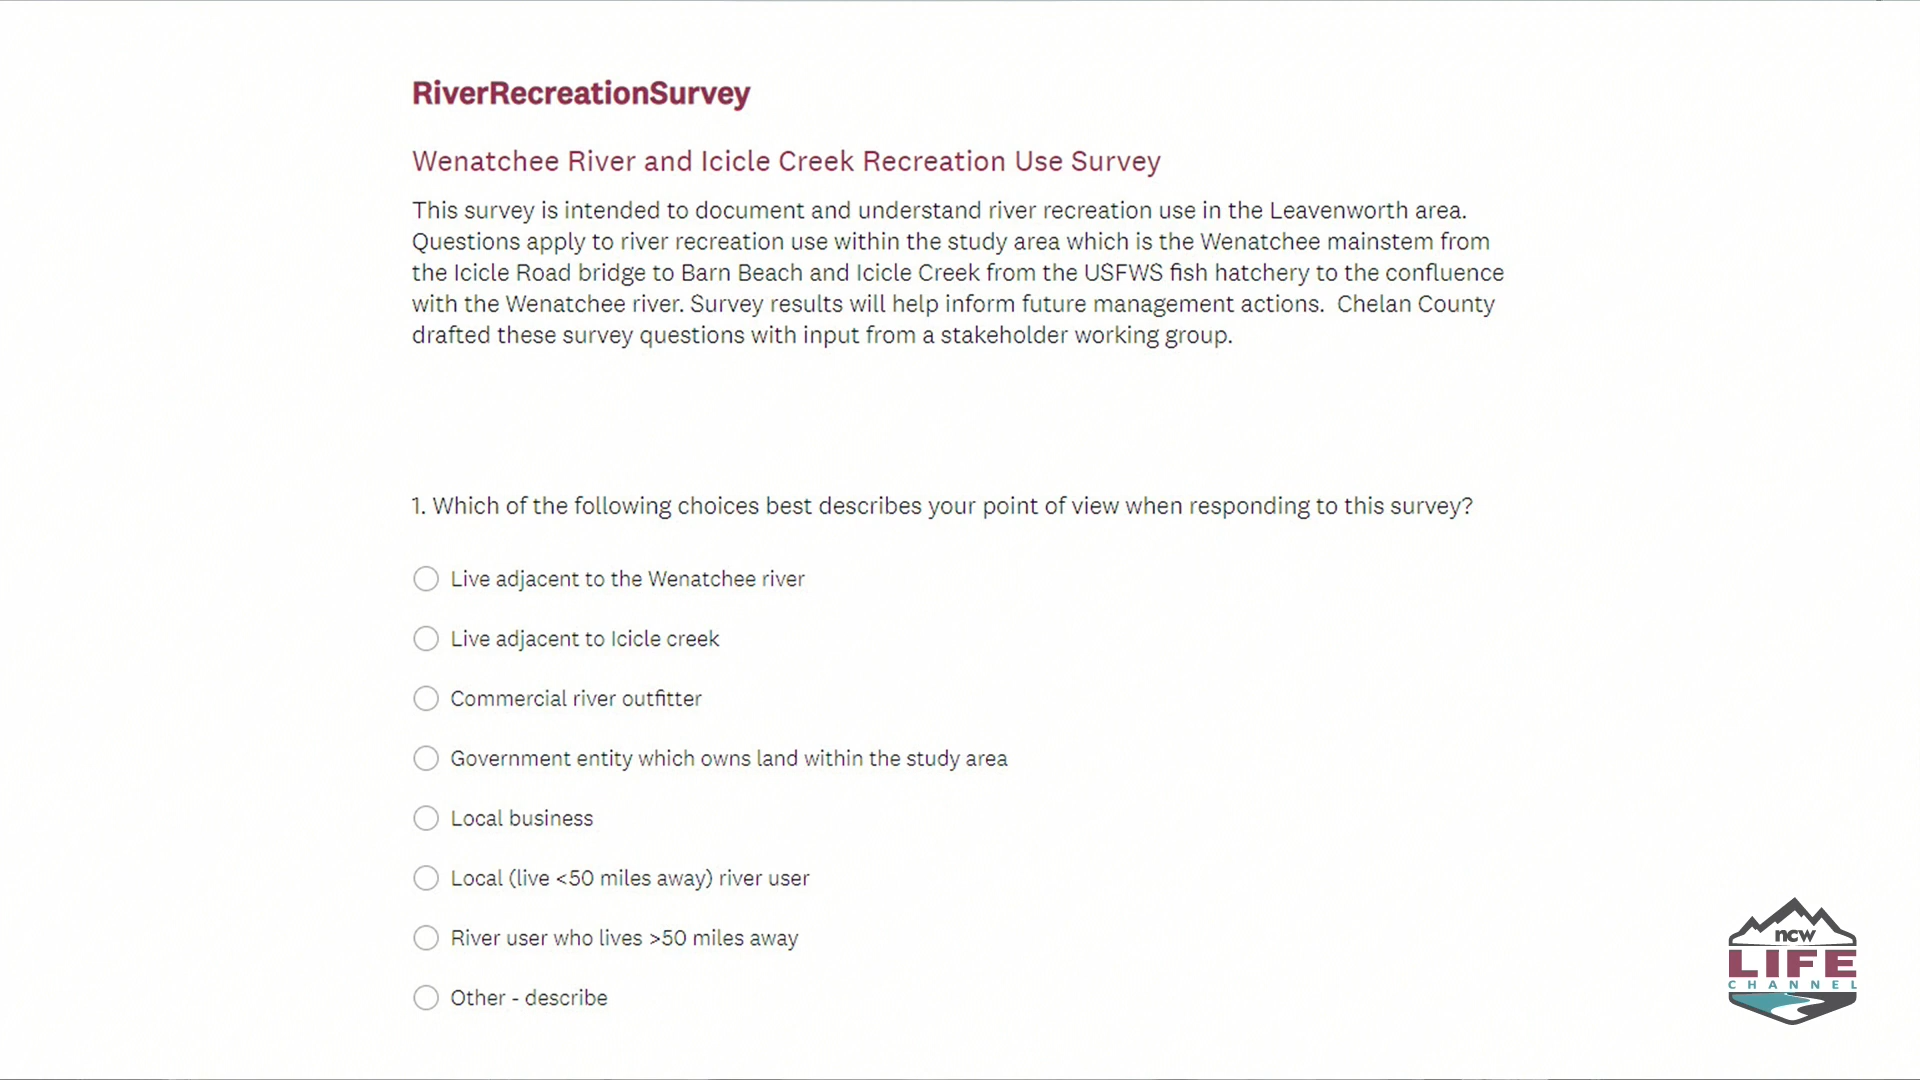 RiverRecreationSurvey
Wenatchee River and Icicle Creek Recreation Use Survey
This survey is intended to document and understand river recreation use in the Leavenworth area.
Questions apply to river recreation use within the study area which is the Wenatchee mainstem from
the Icicle Road bridge to Barn Beach and Icicle Creek from the USFWS fish hatchery to the confluence
with the Wenatchee river. Survey results will help inform future management actions.  Chelan County
drafted these survey questions with input from a stakeholder working group.
1. Which of the following choices best describes your point of view when responding to this survey?
Live adjacent to the Wenatchee river
Live adjacent to Icicle creek
Commercial river outfitter
Government entity which owns land within the study area
Local business
Local (live <50 miles away) river user
River user who lives >50 miles away
Other - describe
ncw
LIFE
CHANNEL